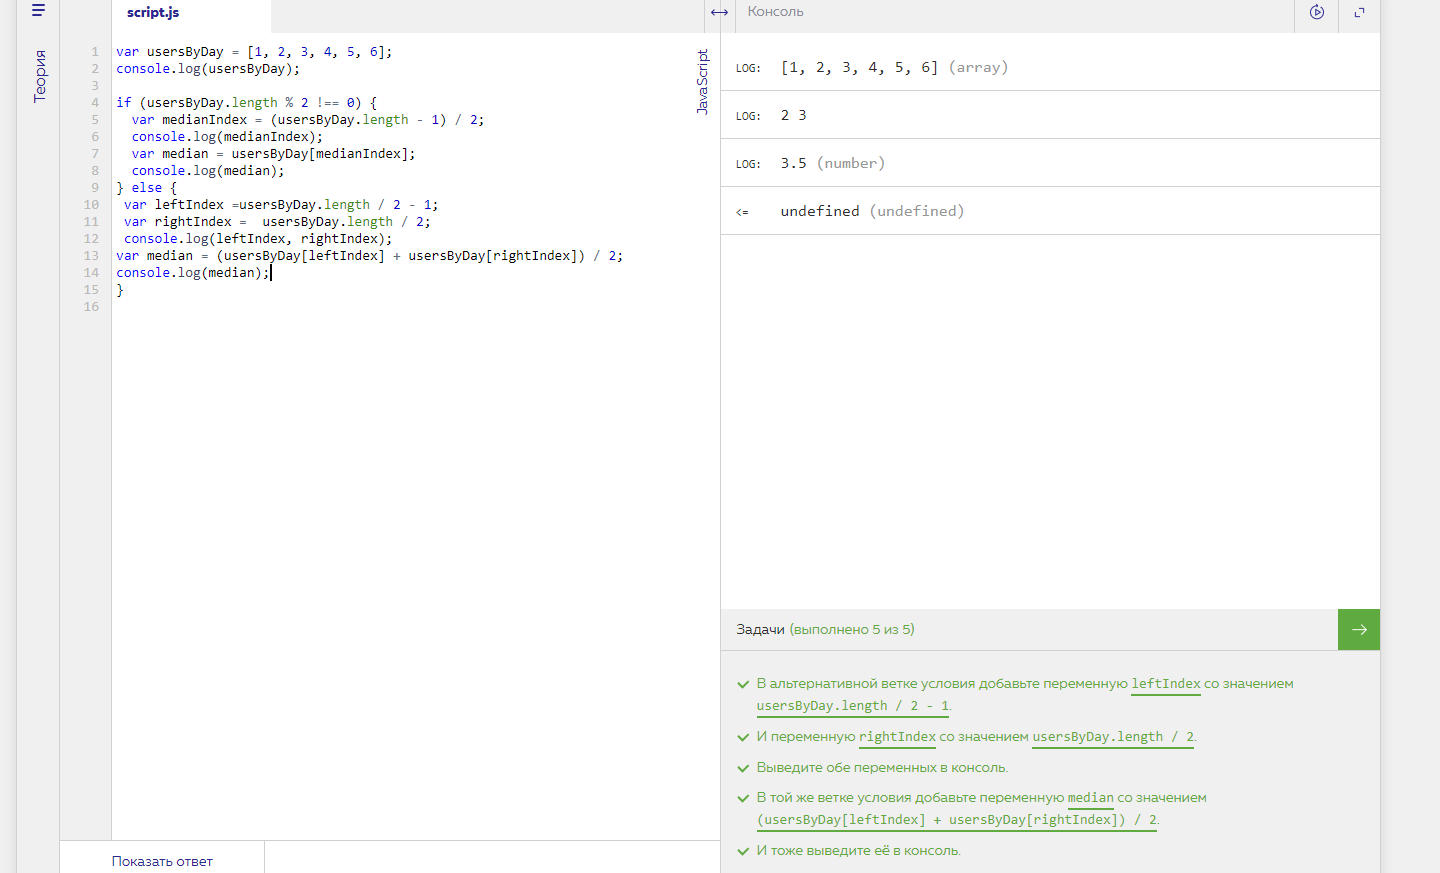 script.js
Консоль
Теория
JavaScript
1 var usersByDay = [1, 2, 3, 4, 5, 6];
2 console.log(usersByDay);
3
4 if (usersByDay.length % 2 !== 0) {
5   var medianIndex = (usersByDay.length - 1) / 2;
6   console.log(medianIndex);
7   var median = usersByDay[medianIndex];
8   console.log(median);
9 } else {
10  var leftIndex =usersByDay.length / 2 - 1;
11  var rightIndex =  usersByDay.length / 2;
12  console.log(leftIndex, rightIndex);
13 var median = (usersByDay[leftIndex] + usersByDay[rightIndex]) / 2;
14 console.log(median);
15 }
16
Показать ответ
LOG: [1, 2, 3, 4, 5, 6] (array)
LOG: 2 3
LOG: 3.5 (number)
<= undefined (undefined)
Задачи (выполнено 5 из 5)
В альтернативной ветке условия добавьте переменную leftIndex со значением
usersByDay.length / 2 - 1.
И переменную rightIndex со значением usersByDay.length / 2.
Выведите обе переменных в консоль.
В той же ветке условия добавьте переменную median со значением
(usersByDay[leftIndex] + usersByDay[rightIndex]) / 2.
И тоже выведите её в консоль.